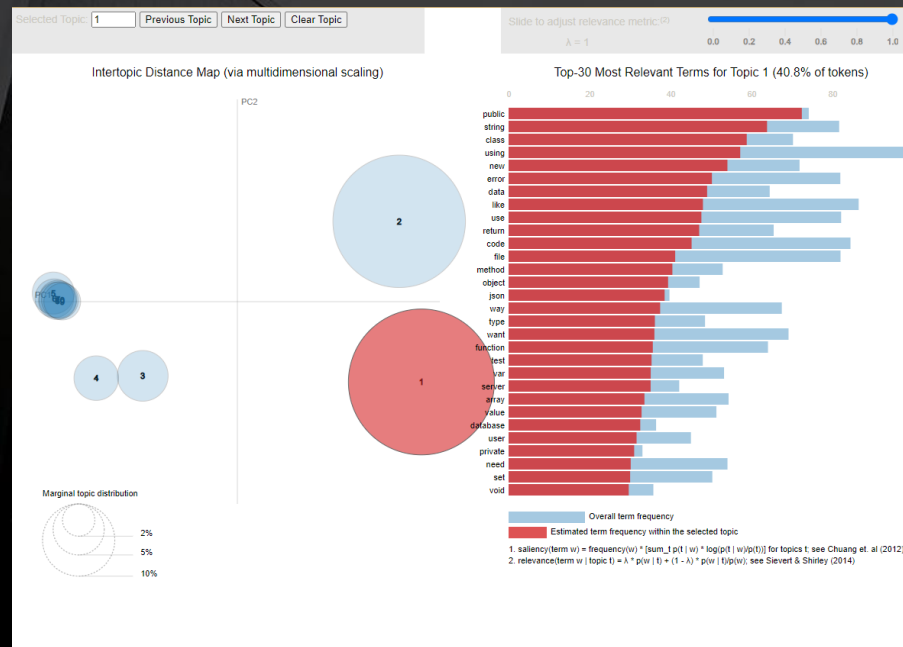 Selected Topic: 1 Previous Topic Next Topic Clear Topic
Slide to adjust relevance metric:(2)
λ = 1
0.0 0.2 0.4 0.6 0.8 1.0
Intertopic Distance Map (via multidimensional scaling)
PC2
PC1
2
1
5
4
3
Marginal topic distribution
2%
5%
10%
Top-30 Most Relevant Terms for Topic 1 (40.8% of tokens)
0 20 40 60 80
public
string
class
using
new
error
data
like
use
return
code
file
method
object
json
way
type
want
function
test
var
server
array
value
database
user
private
need
set
void
Overall term frequency
Estimated term frequency within the selected topic
1. saliency(term w) = frequency(w) * [sum_t p(t | w) * log(p(t | w)/p(t))] for topics t; see Chuang et. al (2012)
2. relevance(term w | topic t) = λ * p(w | t) + (1 - λ) * p(w | t)/p(w); see Sievert & Shirley (2014)